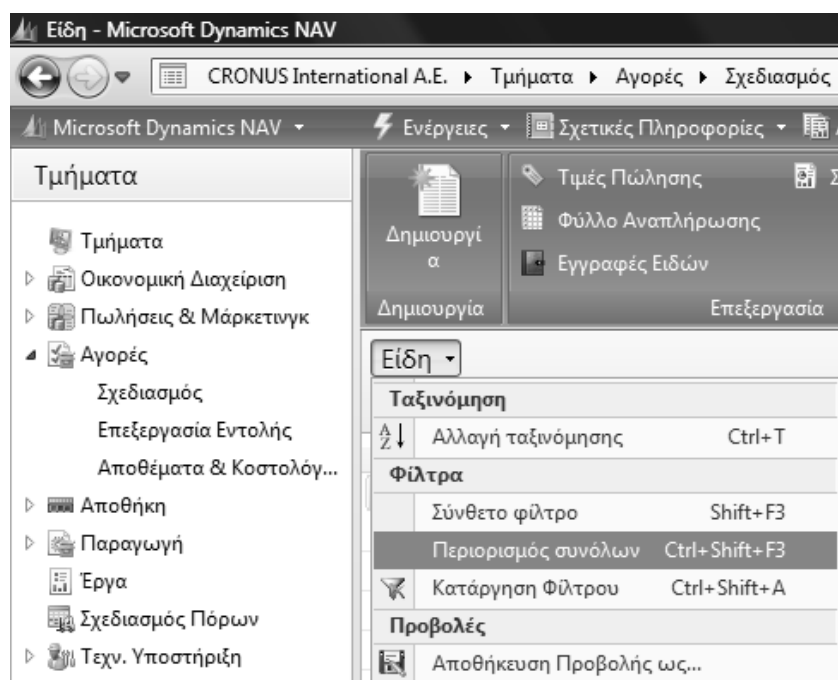 Είδη - Microsoft Dynamics NAV
CRONUS International A.E. ▸ Τμήματα ▸ Αγορές ▸ Σχεδιασμός
Microsoft Dynamics NAV
Ενέργειες
Σχετικές Πληροφορίες
Τμήματα
Τμήματα
Οικονομική Διαχείριση
Πωλήσεις & Μάρκετινγκ
Αγορές
Σχεδιασμός
Επεξεργασία Εντολής
Αποθέματα & Κοστολόγ...
Αποθήκη
Παραγωγή
Έργα
Σχεδιασμός Πόρων
Τεχν. Υποστήριξη
Δημιουργί
α
Δημιουργία
Τιμές Πώλησης
Φύλλο Αναπλήρωσης
Εγγραφές Ειδών
Επεξεργασία
Είδη
Ταξινόμηση
Αλλαγή ταξινόμησης Ctrl+T
Φίλτρα
Σύνθετο φίλτρο Shift+F3
Περιορισμός συνόλων Ctrl+Shift+F3
Κατάργηση Φίλτρου Ctrl+Shift+A
Προβολές
Αποθήκευση Προβολής ως...